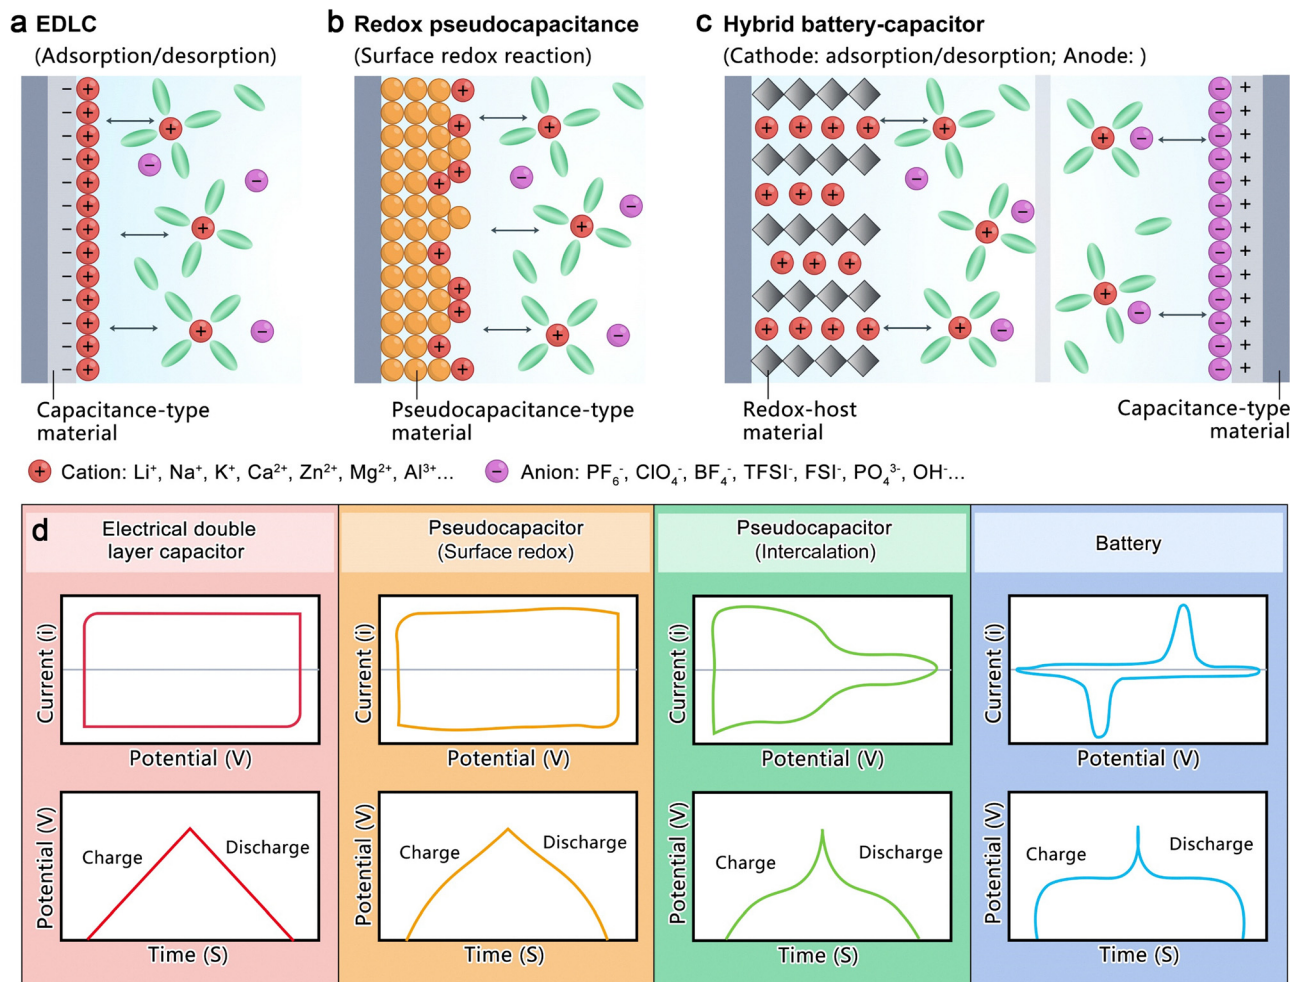 a EDLC
(Adsorption/desorption)
b Redox pseudocapacitance
(Surface redox reaction)
c Hybrid battery-capacitor
(Cathode: adsorption/desorption; Anode: )
Capacitance-type
material
Pseudocapacitance-type
material
Redox-host
material
Capacitance-type
material
Cation: Li⁺, Na⁺, K⁺, Ca²⁺, Zn²⁺, Mg²⁺, Al³⁺...
Anion: PF₆⁻, ClO₄⁻, BF₄⁻, TFSI⁻, FSI⁻, PO₄³⁻, OH⁻...
d
Electrical double
layer capacitor
Current (i)
Potential (V)
Potential (V)
Charge
Discharge
Time (S)
Pseudocapacitor
(Surface redox)
Current (i)
Potential (V)
Potential (V)
Charge
Discharge
Time (S)
Pseudocapacitor
(Intercalation)
Current (i)
Potential (V)
Potential (V)
Charge
Discharge
Time (S)
Battery
Current (i)
Potential (V)
Potential (V)
Charge
Discharge
Time (S)